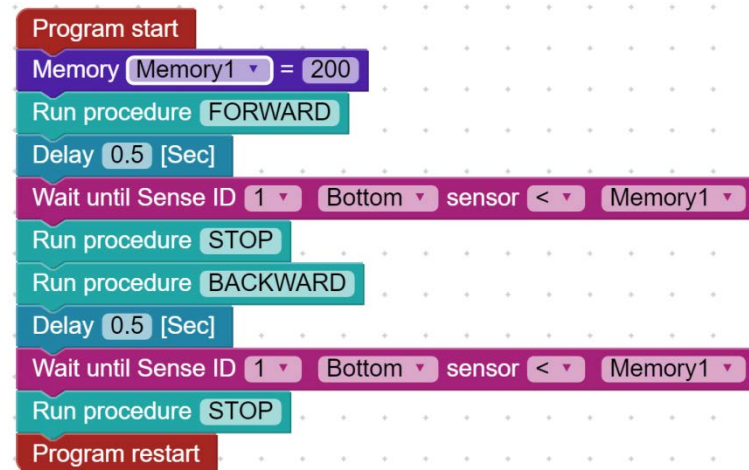 Program start
Memory Memory1 = 200
Run procedure FORWARD
Delay 0.5 [Sec]
Wait until Sense ID 1 Bottom sensor < Memory1
Run procedure STOP
Run procedure BACKWARD
Delay 0.5 [Sec]
Wait until Sense ID 1 Bottom sensor < Memory1
Run procedure STOP
Program restart